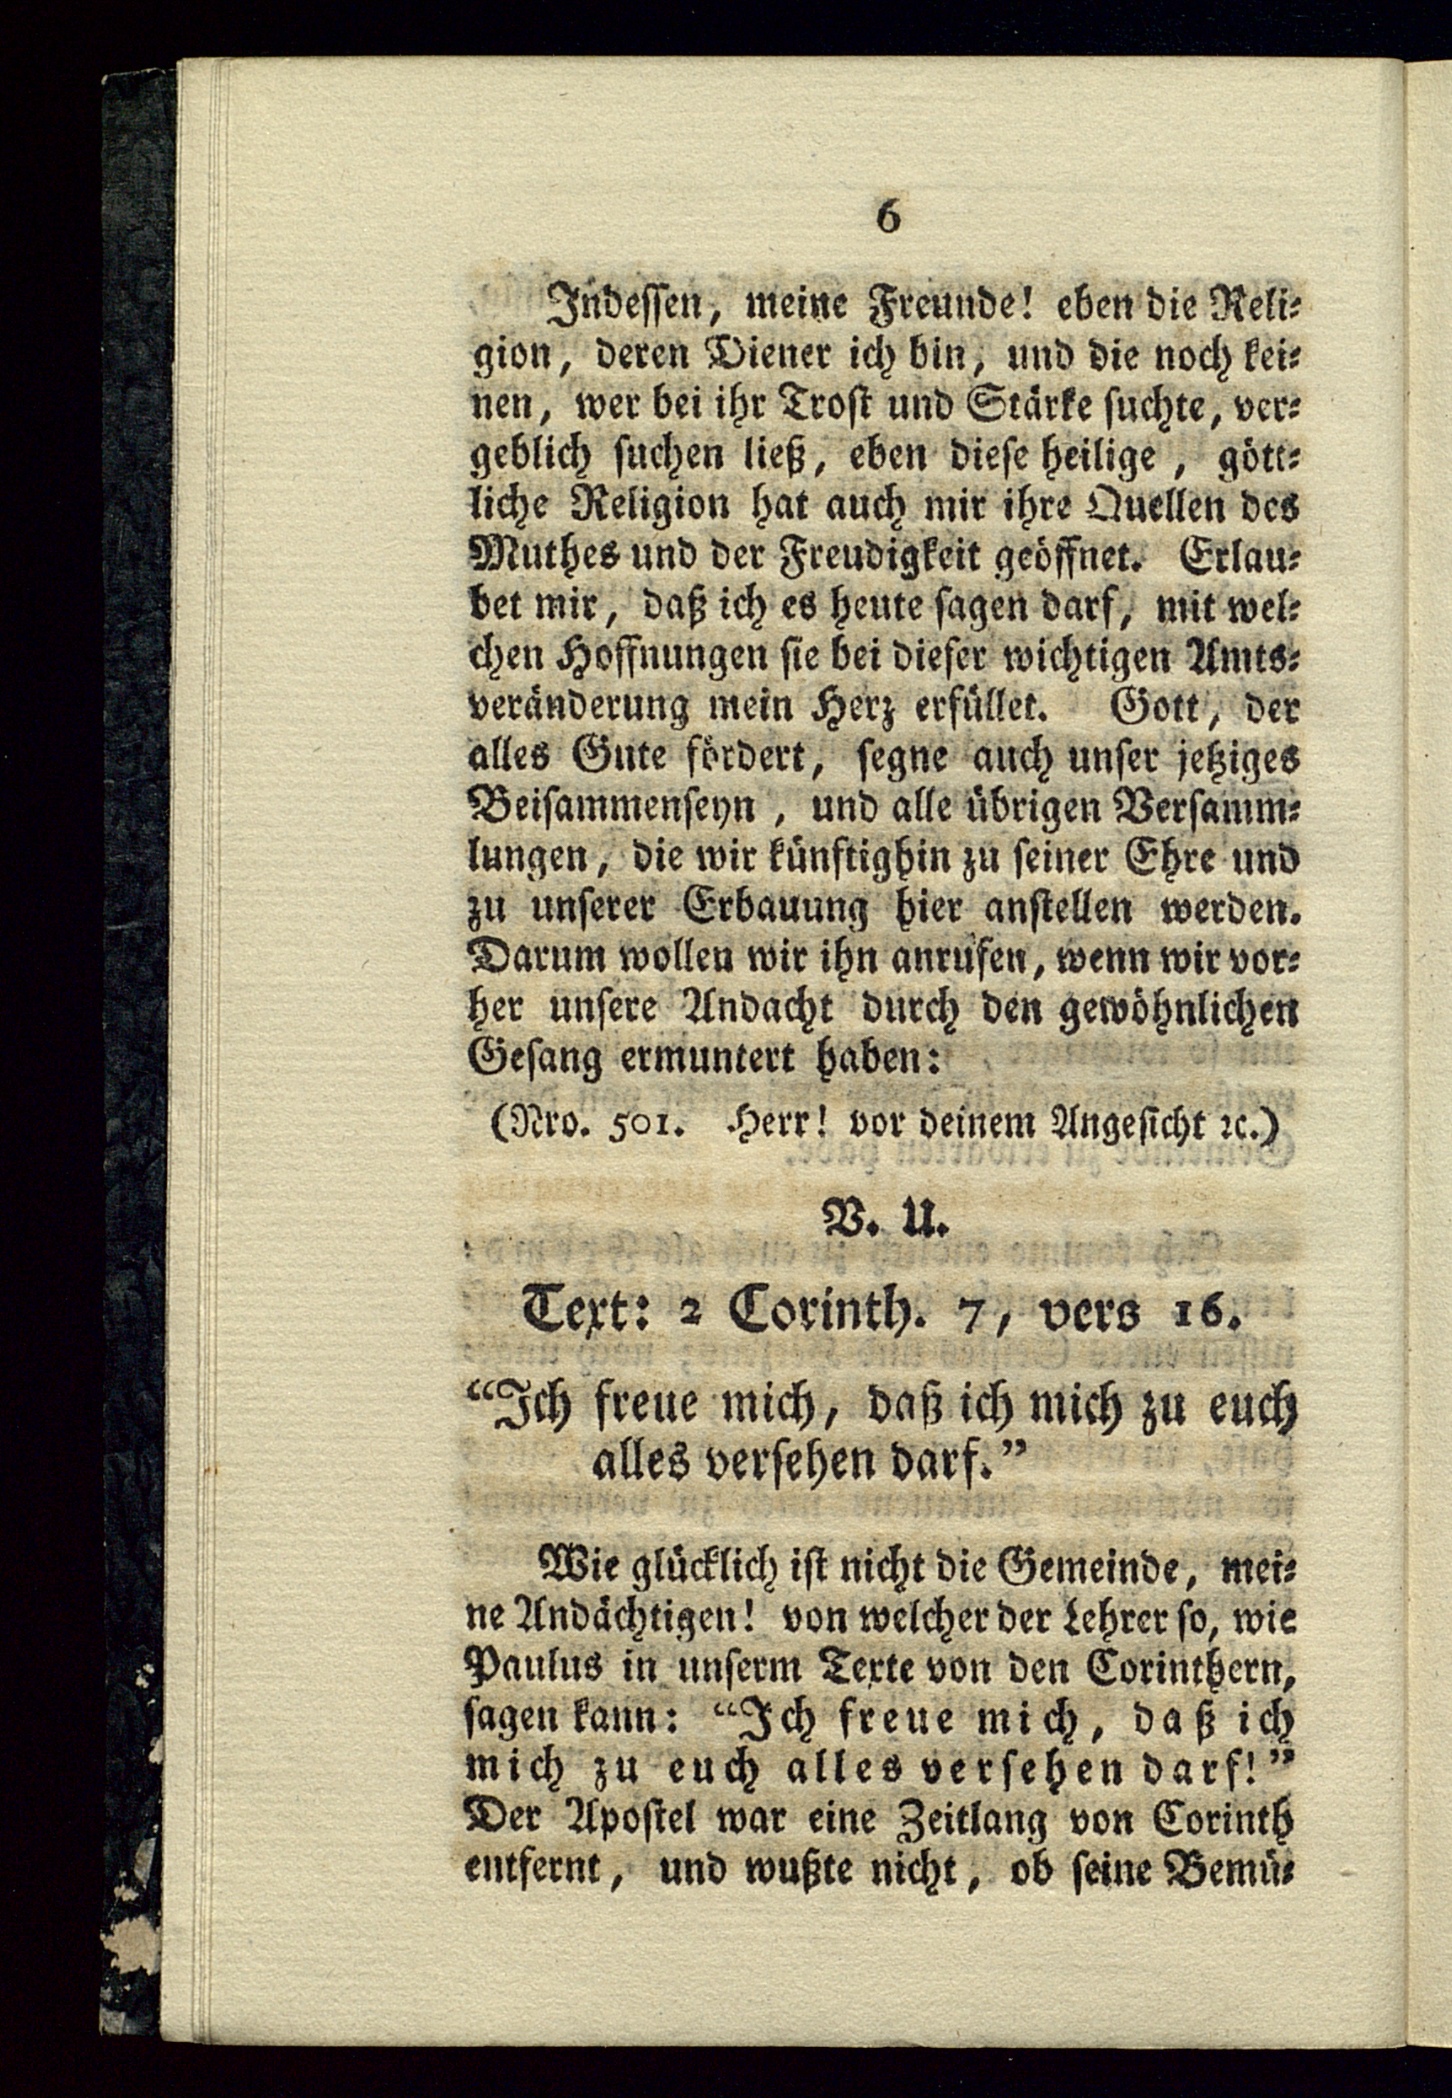 6
Indessen, meine Freunde! eben die Reli-
gion, deren Diener ich bin, und die noch kei-
nen, wer bei ihr Trost und Stärke suchte, ver-
geblich suchen ließ, eben diese heilige, gött-
liche Religion hat auch mir ihre Quellen des
Muthes und der Freudigkeit geöffnet. Erlau-
bet mir, daß ich es heute sagen darf, mit wel-
chen Hoffnungen sie bei dieser wichtigen Amts-
veränderung mein Herz erfüllet. Gott, der
alles Gute fördert, segne auch unser jetziges
Beisammenseyn, und alle übrigen Versamm-
lungen, die wir künftighin zu seiner Ehre und
zu unserer Erbauung hier anstellen werden.
Darum wollen wir ihn anrufen, wenn wir vor-
her unsere Andacht durch den gewöhnlichen
Gesang ermuntert haben:
(Nro. 501. Herr! vor deinem Angesicht ꝛc.)
V. U.
Text: 2 Corinth. 7, vers 16.
“Ich freue mich, daß ich mich zu euch
alles versehen darf.”
Wie glücklich ist nicht die Gemeinde, mei-
ne Andächtigen! von welcher der Lehrer so, wie
Paulus in unserm Texte von den Corinthern,
sagen kann: “Ich freue mich, daß ich
mich zu euch alles versehen darf!”
Der Apostel war eine Zeitlang von Corinth
entfernt, und wußte nicht, ob seine Bemü-